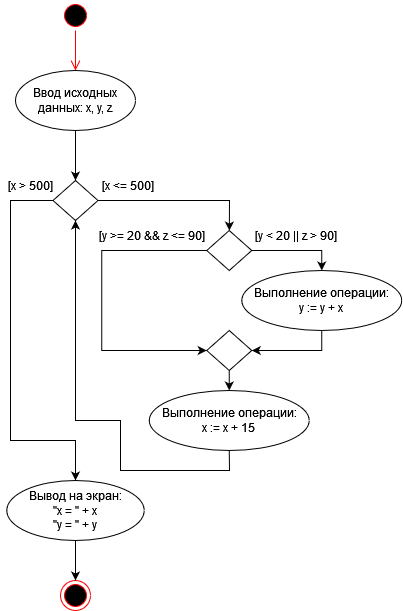 Ввод исходных
данных: x, y, z
[x > 500]
[x <= 500]
[y >= 20 && z <= 90]
[y < 20 || z > 90]
Выполнение операции:
y := y + x
Выполнение операции:
x := x + 15
Вывод на экран:
"x = " + x
"y = " + y